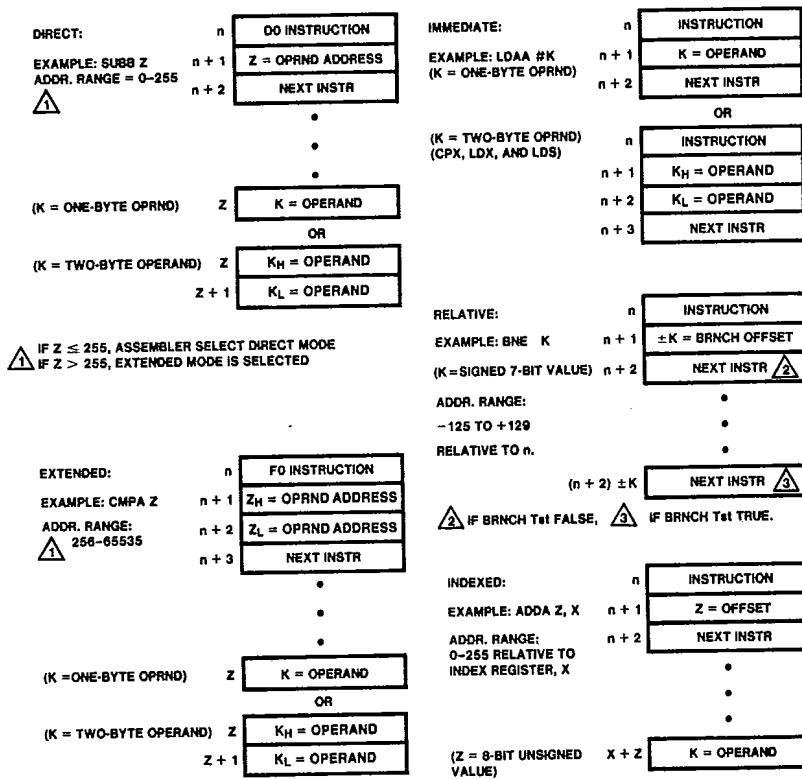 DIRECT:
n DO INSTRUCTION
EXAMPLE: SUBB Z n + 1 Z = OPRND ADDRESS
ADDR. RANGE = 0–255
n + 2 NEXT INSTR
1
(K = ONE-BYTE OPRND) Z K = OPERAND
OR
(K = TWO-BYTE OPERAND) Z KH = OPERAND
Z + 1 KL = OPERAND
1 IF Z ≤ 255, ASSEMBLER SELECT DIRECT MODE
IF Z > 255, EXTENDED MODE IS SELECTED
EXTENDED:
n F0 INSTRUCTION
EXAMPLE: CMPA Z n + 1 ZH = OPRND ADDRESS
ADDR. RANGE:
n + 2 ZL = OPRND ADDRESS
1 256–65535
n + 3 NEXT INSTR
(K =ONE-BYTE OPRND) Z K = OPERAND
OR
(K = TWO-BYTE OPERAND) Z KH = OPERAND
Z + 1 KL = OPERAND
IMMEDIATE:
n INSTRUCTION
EXAMPLE: LDAA #K n + 1 K = OPERAND
(K = ONE-BYTE OPRND)
n + 2 NEXT INSTR
OR
(K = TWO-BYTE OPRND) n INSTRUCTION
(CPX, LDX, AND LDS)
n + 1 KH = OPERAND
n + 2 KL = OPERAND
n + 3 NEXT INSTR
RELATIVE:
n INSTRUCTION
EXAMPLE: BNE K n + 1 ±K = BRNCH OFFSET
(K=SIGNED 7-BIT VALUE) n + 2 NEXT INSTR 2
ADDR. RANGE:
−125 TO +129
RELATIVE TO n.
(n + 2) ±K NEXT INSTR 3
2 IF BRNCH Tst FALSE, 3 IF BRNCH Tst TRUE.
INDEXED:
n INSTRUCTION
EXAMPLE: ADDA Z, X n + 1 Z = OFFSET
ADDR. RANGE: n + 2 NEXT INSTR
0–255 RELATIVE TO
INDEX REGISTER, X
(Z = 8-BIT UNSIGNED X + Z K = OPERAND
VALUE)